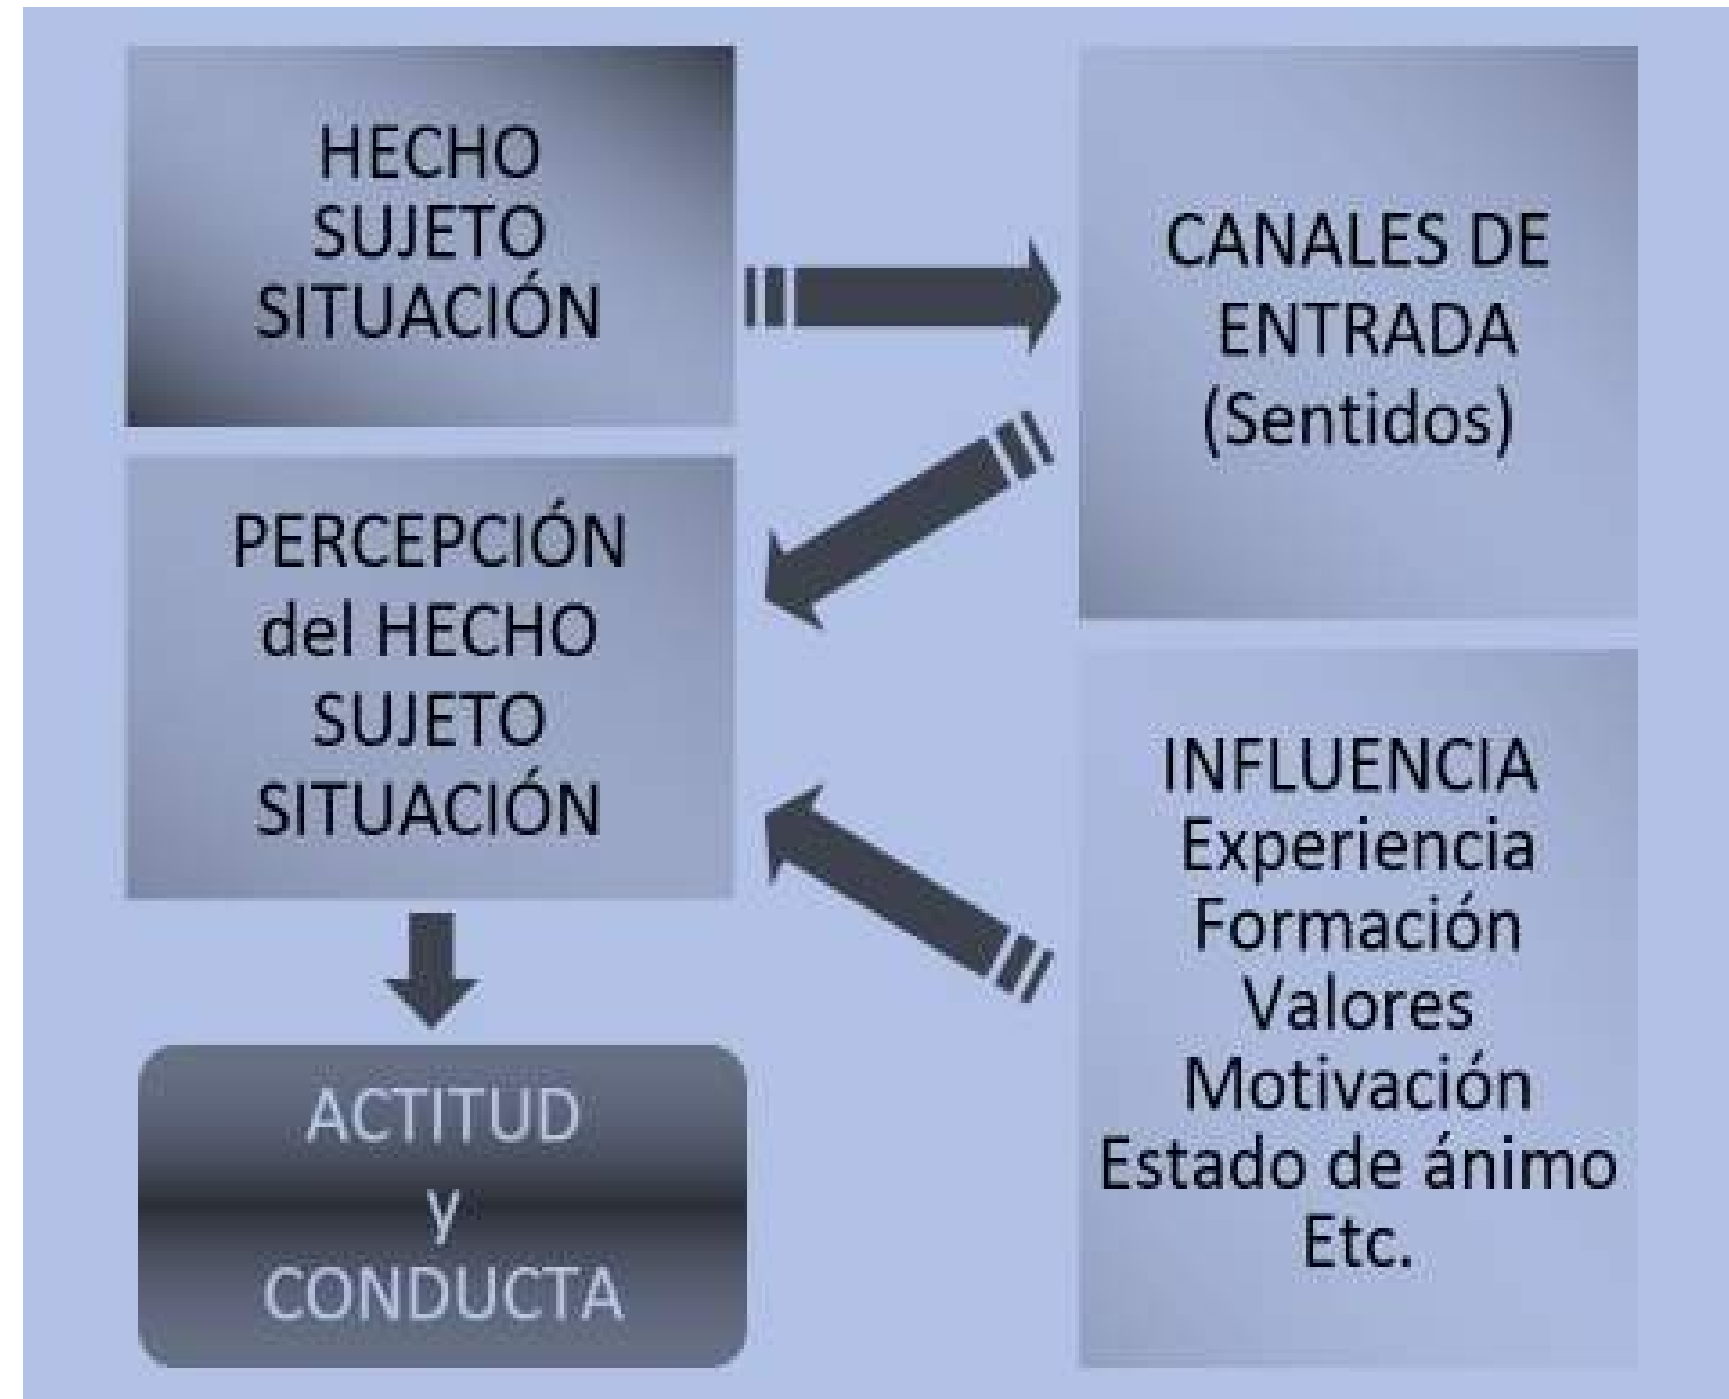 HECHO
SUJETO
SITUACIÓN
CANALES DE
ENTRADA
(Sentidos)
PERCEPCIÓN
del HECHO
SUJETO
SITUACIÓN
INFLUENCIA
Experiencia
Formación
Valores
Motivación
Estado de ánimo
Etc.
ACTITUD
y
CONDUCTA